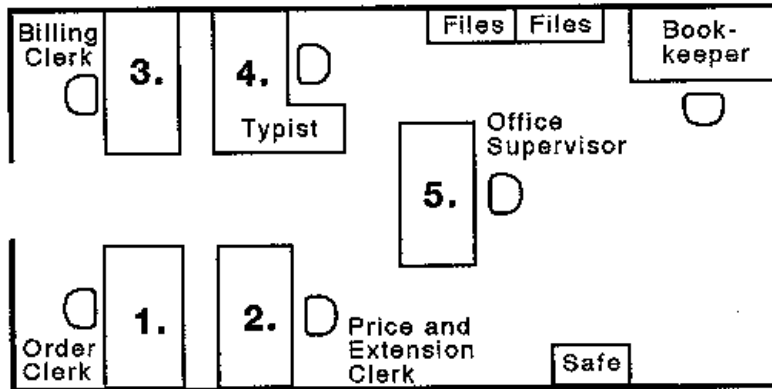 Billing
Clerk
3.
4.
Typist
Files
Files
Book-
keeper
Office
Supervisor
5.
Order
Clerk
1.
2.
Price and
Extension
Clerk
Safe